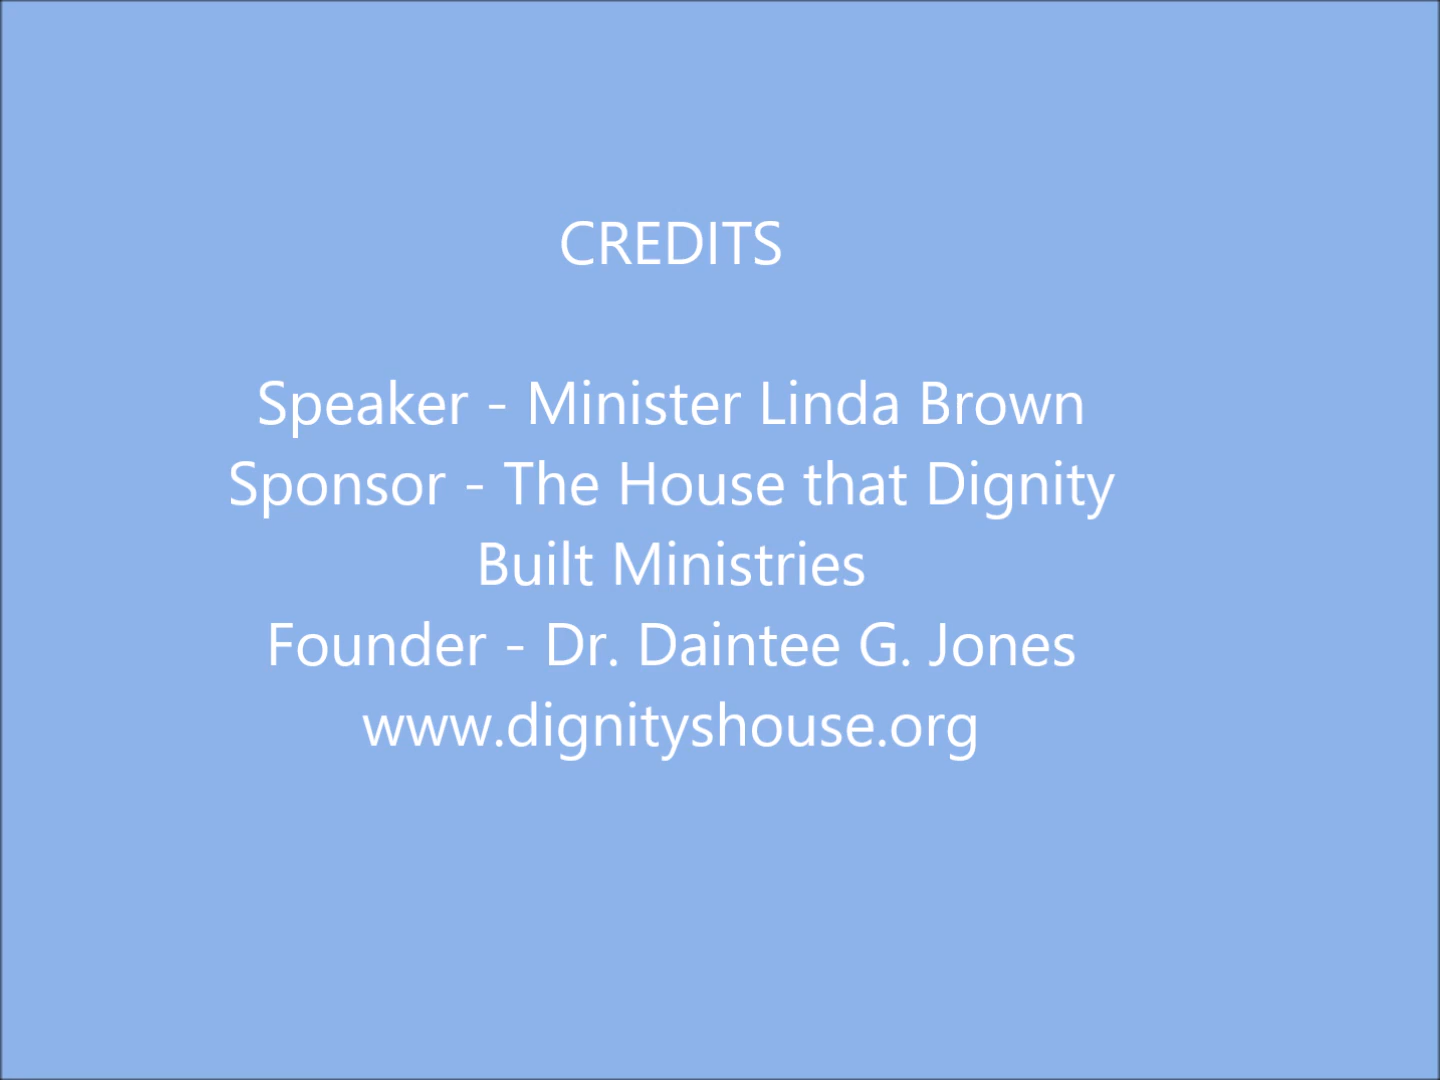 CREDITS
Speaker - Minister Linda Brown
Sponsor - The House that Dignity
Built Ministries
Founder - Dr. Daintee G. Jones
www.dignityshouse.org